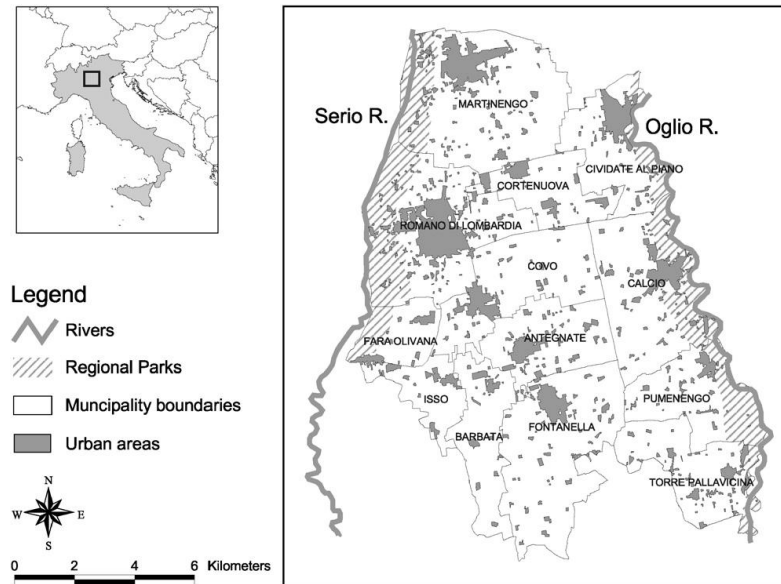 Serio R.
Oglio R.
MARTINENGO
CIVIDATE AL PIANO
CORTENUOVA
ROMANO DI LOMBARDIA
COVO
CALCIO
FARA OLIVANA
ANTEGNATE
ISSO
PUMENENGO
BARBATA
FONTANELLA
TORRE PALLAVICINA
Legend
Rivers
Regional Parks
Muncipality boundaries
Urban areas
N
W E
S
0 2 4 6 Kilometers